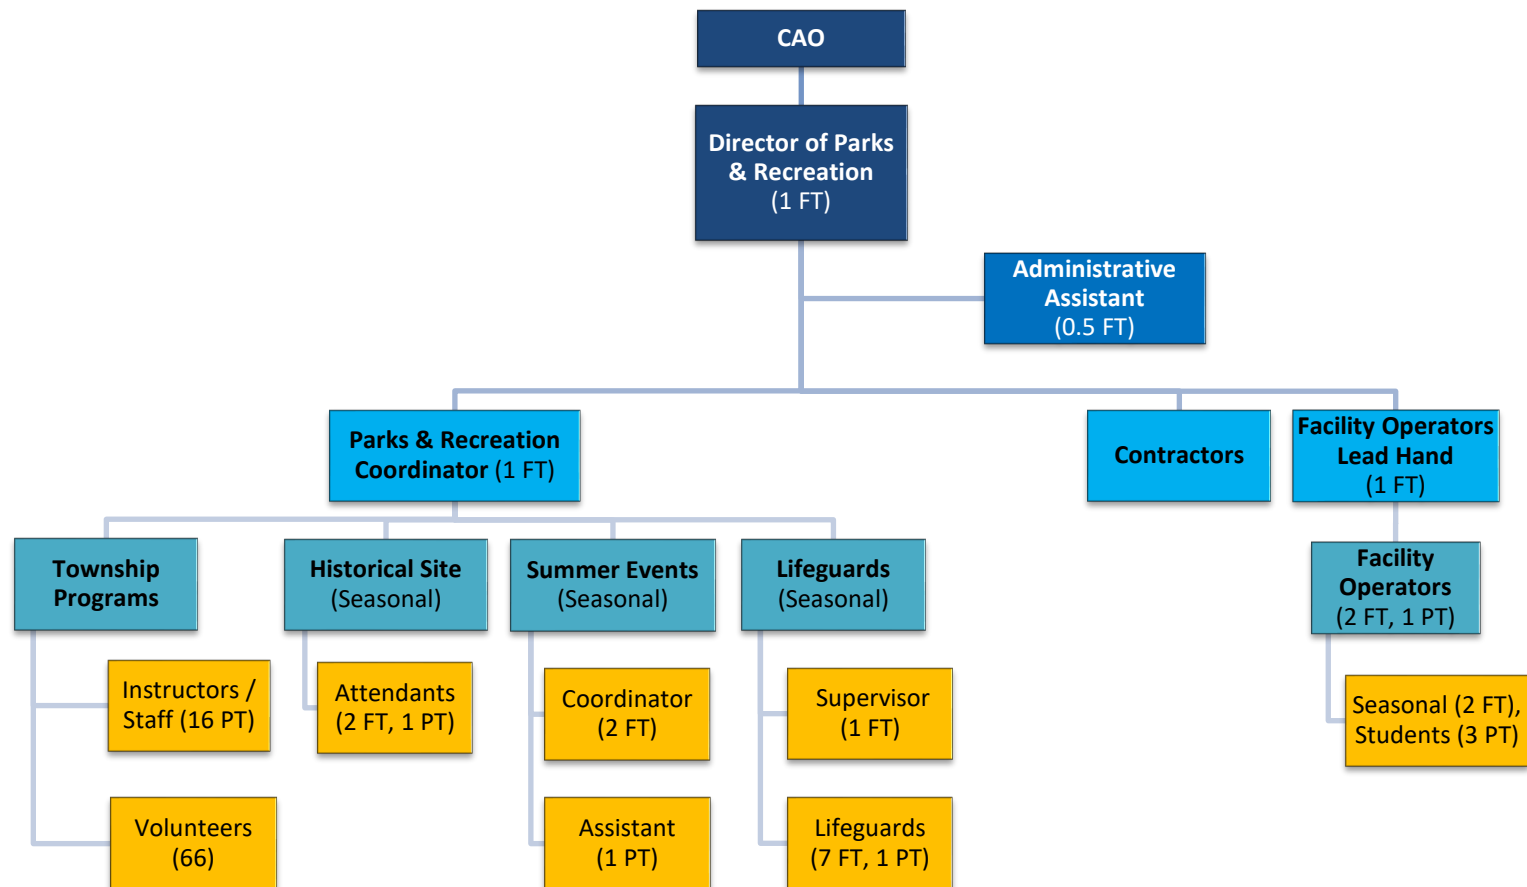 CAO
Director of Parks
& Recreation
(1 FT)
Administrative
Assistant
(0.5 FT)
Parks & Recreation
Coordinator (1 FT)
Contractors
Facility Operators
Lead Hand
(1 FT)
Township
Programs
Historical Site
(Seasonal)
Summer Events
(Seasonal)
Lifeguards
(Seasonal)
Facility
Operators
(2 FT, 1 PT)
Instructors /
Staff (16 PT)
Attendants
(2 FT, 1 PT)
Coordinator
(2 FT)
Supervisor
(1 FT)
Seasonal (2 FT),
Students (3 PT)
Volunteers
(66)
Assistant
(1 PT)
Lifeguards
(7 FT, 1 PT)